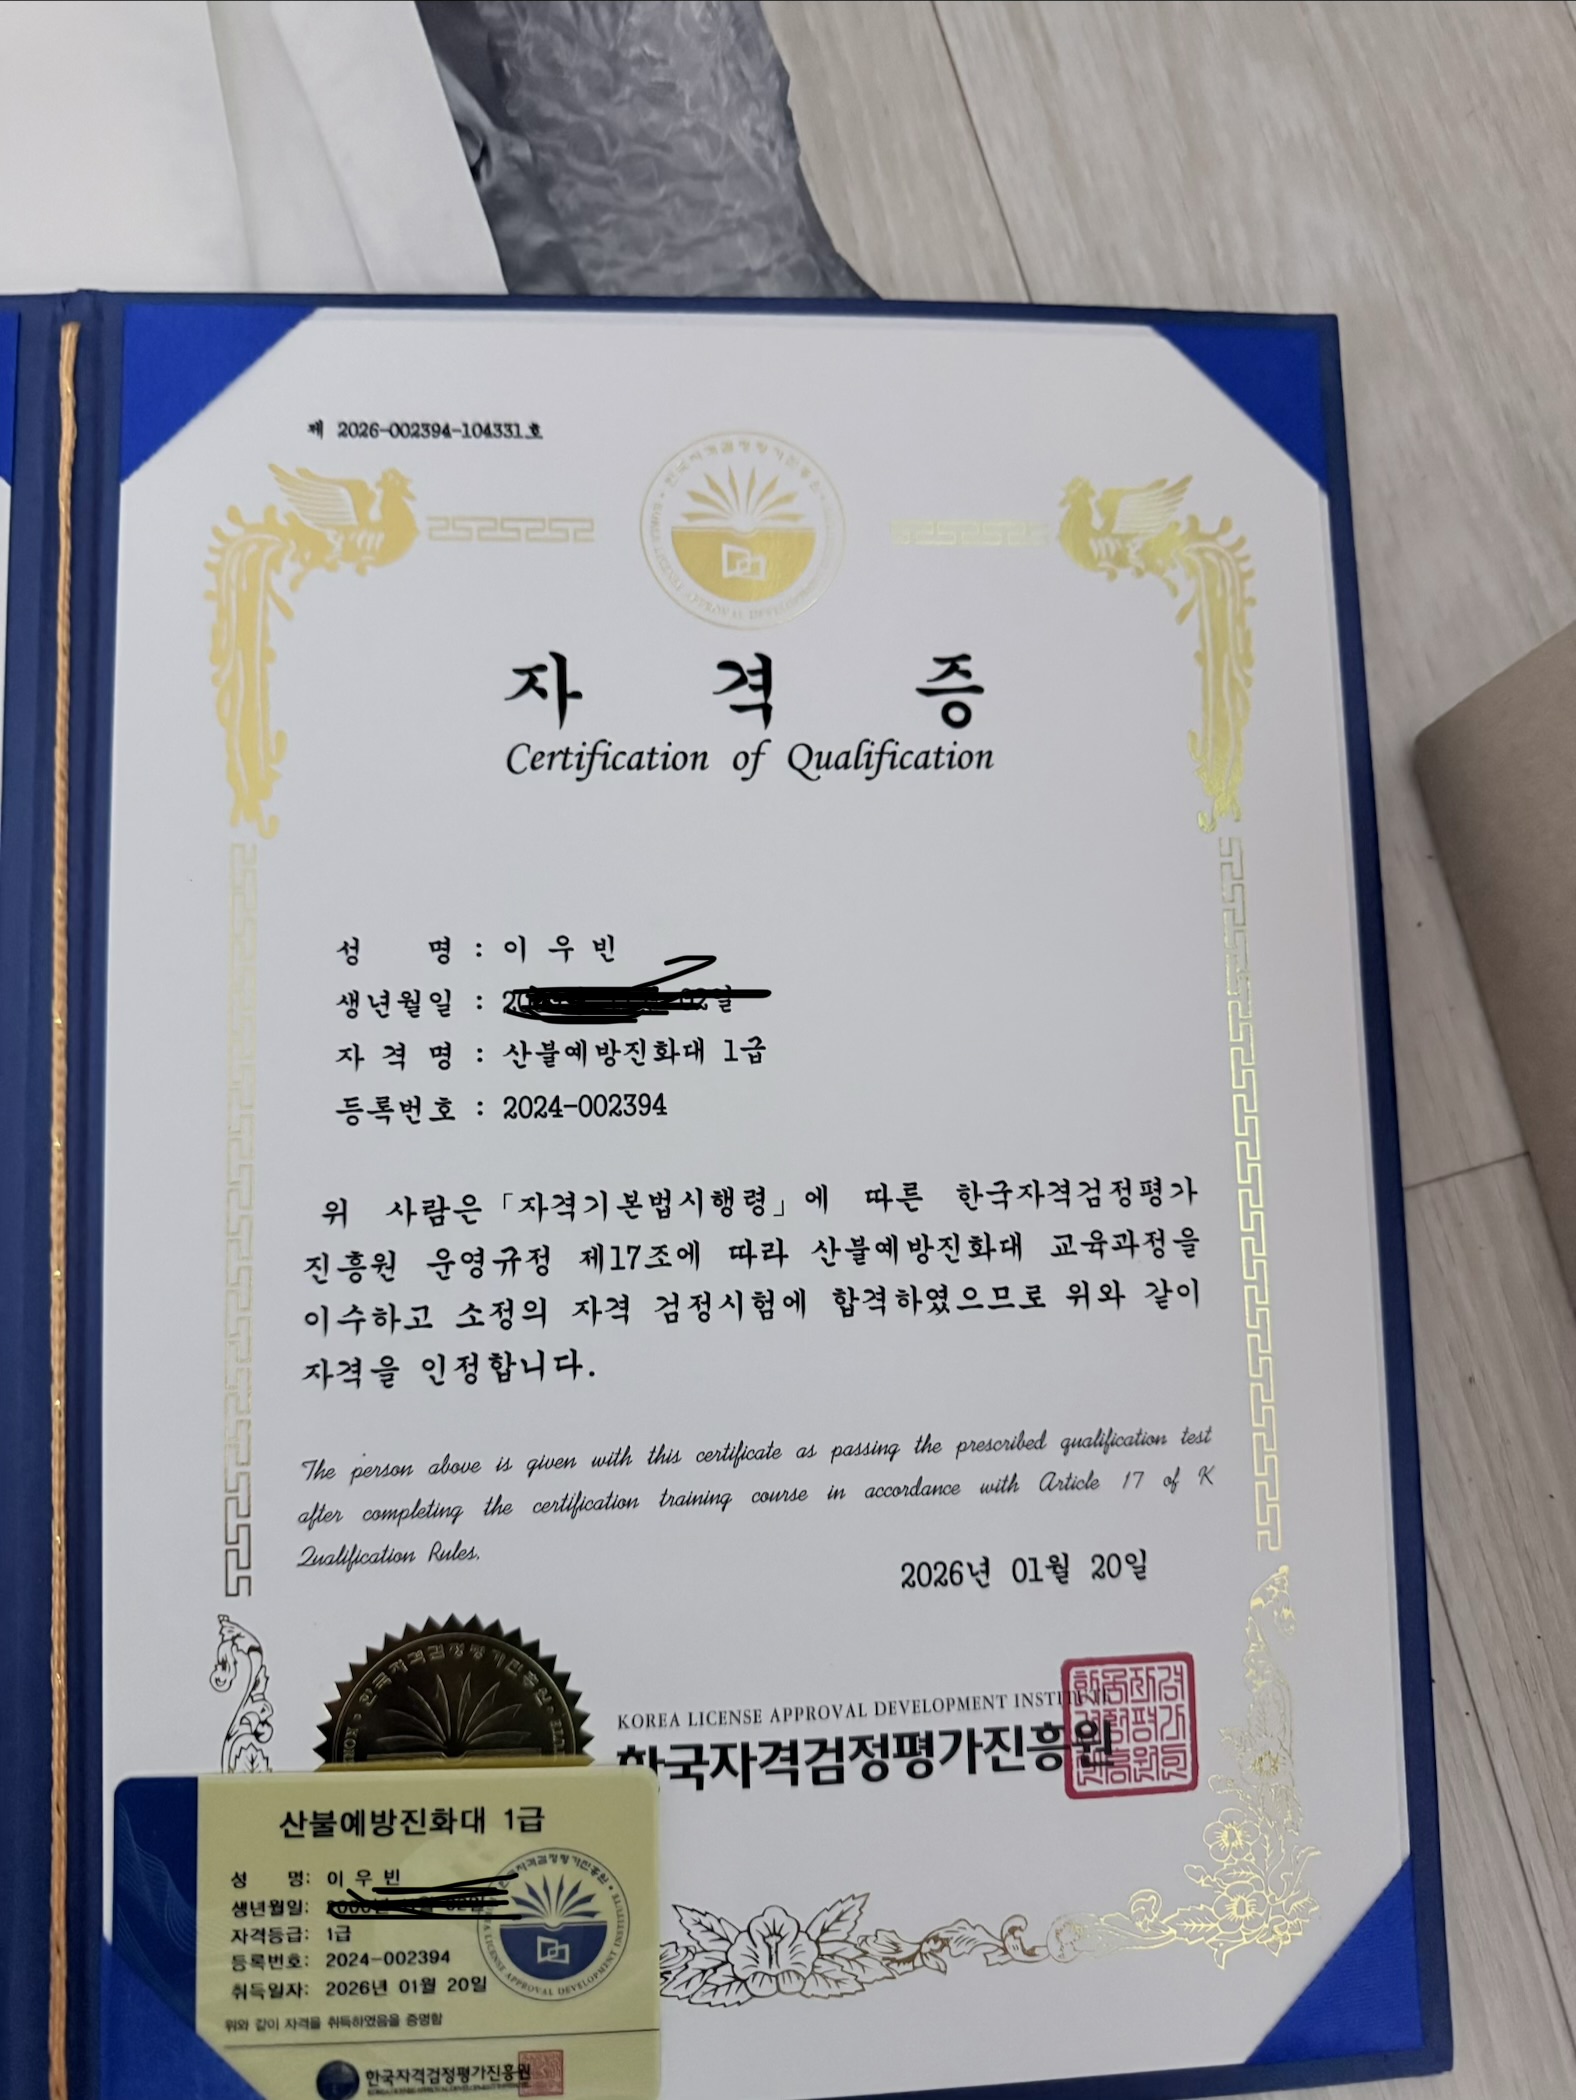 제 2026-002394-104331호
자 격 증
Certification of Qualification
성 명 : 이 우 빈
생년월일 :
자 격 명 : 산불예방진화대 1급
등록번호 : 2024-002394
위 사람은 「자격기본법시행령」에 따른 한국자격검정평가
진흥원 운영규정 제17조에 따라 산불예방진화대 교육과정을
이수하고 소정의 자격 검정시험에 합격하였으므로 위와 같이
자격을 인정합니다.
The person above is given with this certificate as passing the prescribed qualification test
after completing the certification training course in accordance with Article 17 of K
Qualification Rules.
2026년 01월 20일
KOREA LICENSE APPROVAL DEVELOPMENT INSTITUTE
한국자격검정평가진흥원
산불예방진화대 1급
성 명: 이 우 빈
생년월일:
자격등급: 1급
등록번호: 2024-002394
취득일자: 2026년 01월 20일
위와 같이 자격을 취득하였음을 증명함
한국자격검정평가진흥원